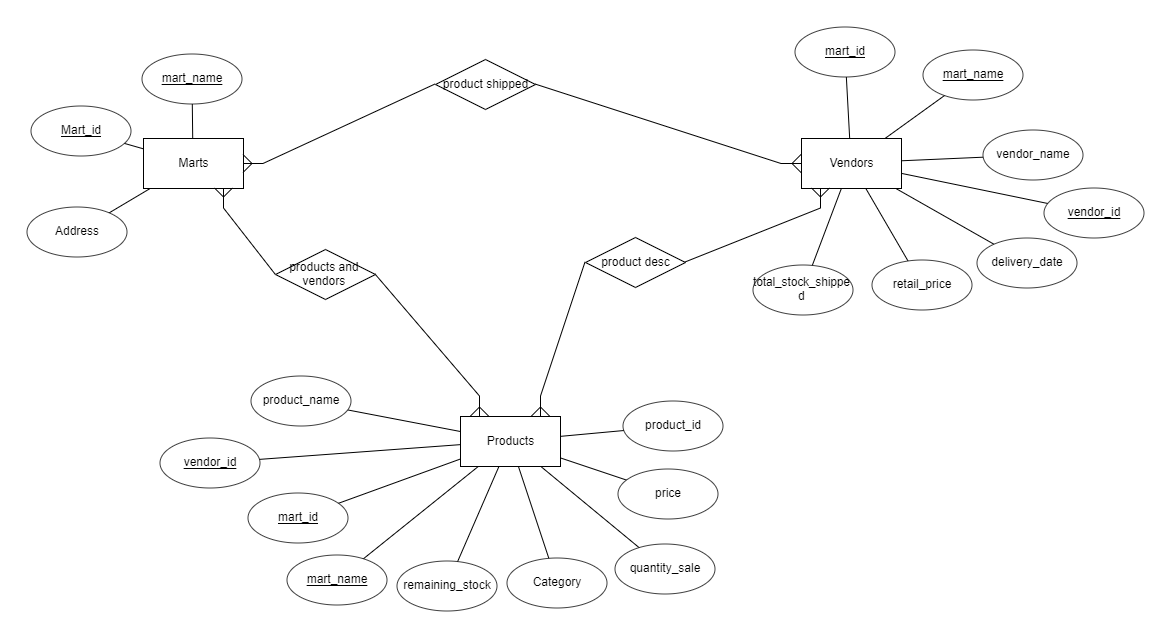 mart_id
mart_name
mart_name
product shipped
Mart_id
Marts
Vendors
vendor_name
vendor_id
Address
products and
vendors
product desc
delivery_date
total_stock_shippe
d
retail_price
product_name
product_id
Products
vendor_id
price
mart_id
mart_name
remaining_stock
Category
quantity_sale